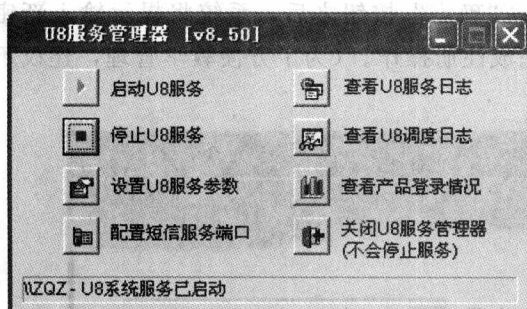 U8服务管理器 [v8.50]
启动U8服务
查看U8服务日志
停止U8服务
查看U8调度日志
设置U8服务参数
查看产品登录情况
配置短信服务端口
关闭U8服务管理器
(不会停止服务)
\\ZQZ - U8系统服务已启动